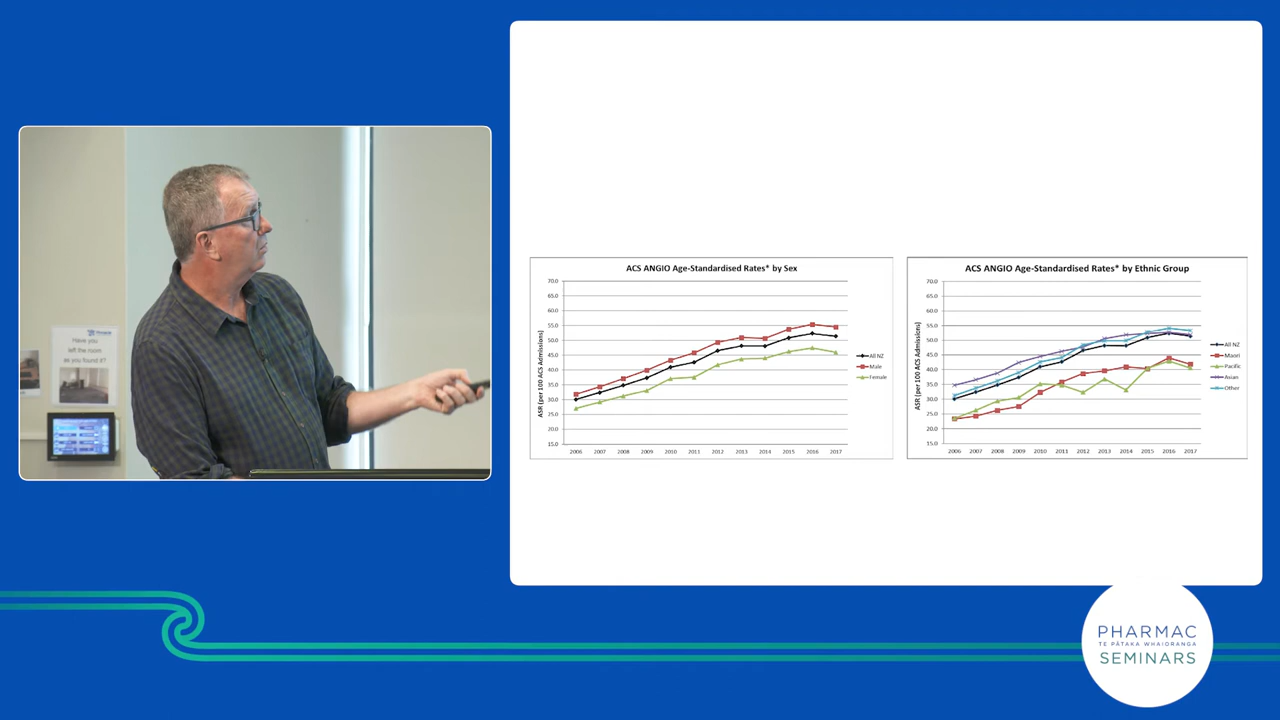 Have you
left the room
as you found it?
ACS ANGIO Age-Standardised Rates* by Sex
ASR (per 100 ACS Admissions)
70.0
65.0
60.0
55.0
50.0
45.0
40.0
35.0
30.0
25.0
20.0
15.0
2006 2007 2008 2009 2010 2011 2012 2013 2014 2015 2016 2017
All NZ
Male
Female
ACS ANGIO Age-Standardised Rates* by Ethnic Group
ASR (per 100 ACS Admissions)
70.0
65.0
60.0
55.0
50.0
45.0
40.0
35.0
30.0
25.0
20.0
15.0
2006 2007 2008 2009 2010 2011 2012 2013 2014 2015 2016 2017
All NZ
Maori
Pacific
Asian
Other
PHARMAC
TE PĀTAKA WHAIORANGA
SEMINARS